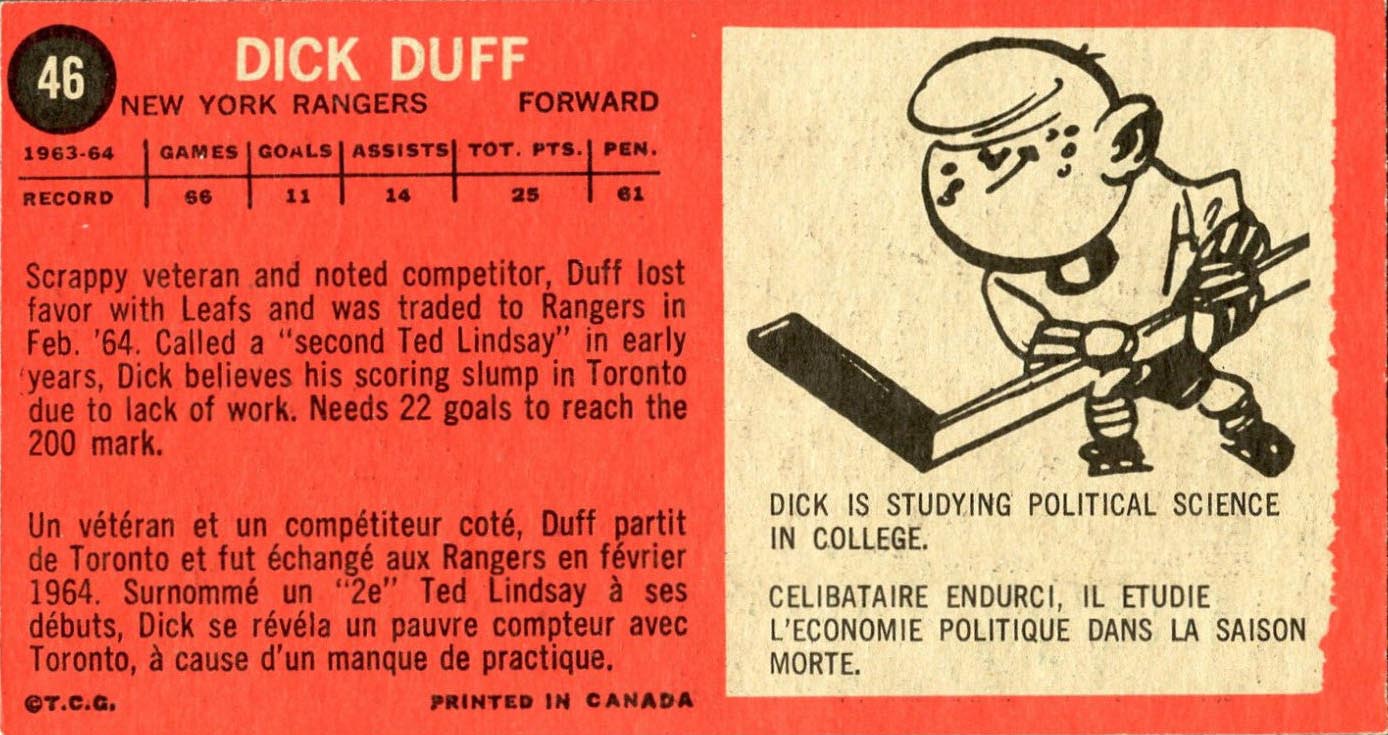 46
DICK DUFF
NEW YORK RANGERS FORWARD
1963-64 GAMES GOALS ASSISTS TOT. PTS. PEN.
RECORD 66 11 14 25 61
Scrappy veteran and noted competitor, Duff lost
favor with Leafs and was traded to Rangers in
Feb. '64. Called a "second Ted Lindsay" in early
years, Dick believes his scoring slump in Toronto
due to lack of work. Needs 22 goals to reach the
200 mark.
Un vétéran et un compétiteur coté, Duff partit
de Toronto et fut échangé aux Rangers en février
1964. Surnommé un "2e" Ted Lindsay à ses
débuts, Dick se révéla un pauvre compteur avec
Toronto, à cause d'un manque de practique.
©T.C.G. PRINTED IN CANADA
DICK IS STUDYING POLITICAL SCIENCE
IN COLLEGE.
CELIBATAIRE ENDURCI, IL ETUDIE
L'ECONOMIE POLITIQUE DANS LA SAISON
MORTE.